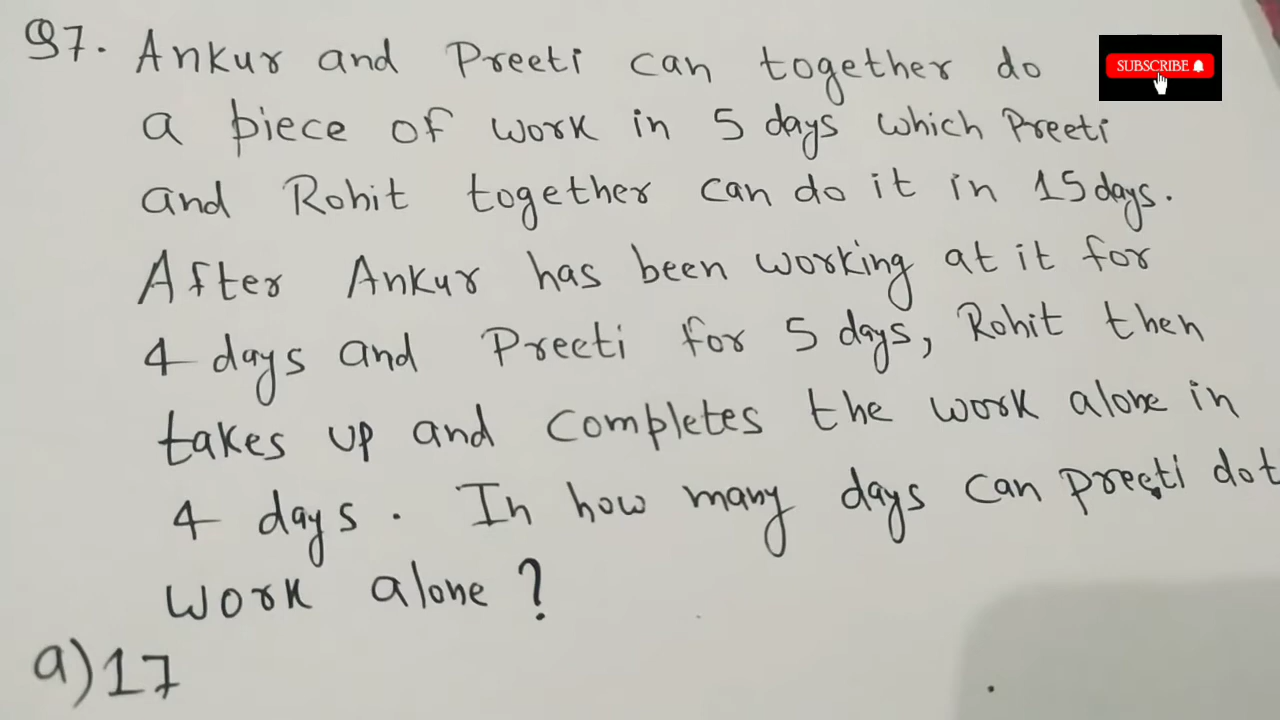 Q7. Ankur and Preeti can together do
a piece of work in 5 days which Preeti
and Rohit together can do it in 15 days.
After Ankur has been working at it for
4 days and Preeti for 5 days, Rohit then
takes up and completes the work alone in
4 days. In how many days can preeti do t
work alone?
a) 17
SUBSCRIBE